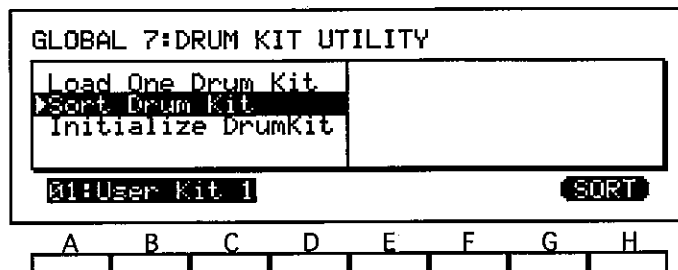 GLOBAL 7:DRUM KIT UTILITY
Load One Drum Kit
Sort Drum Kit
Initialize DrumKit
01:User Kit 1 SORT
A B C D E F G H